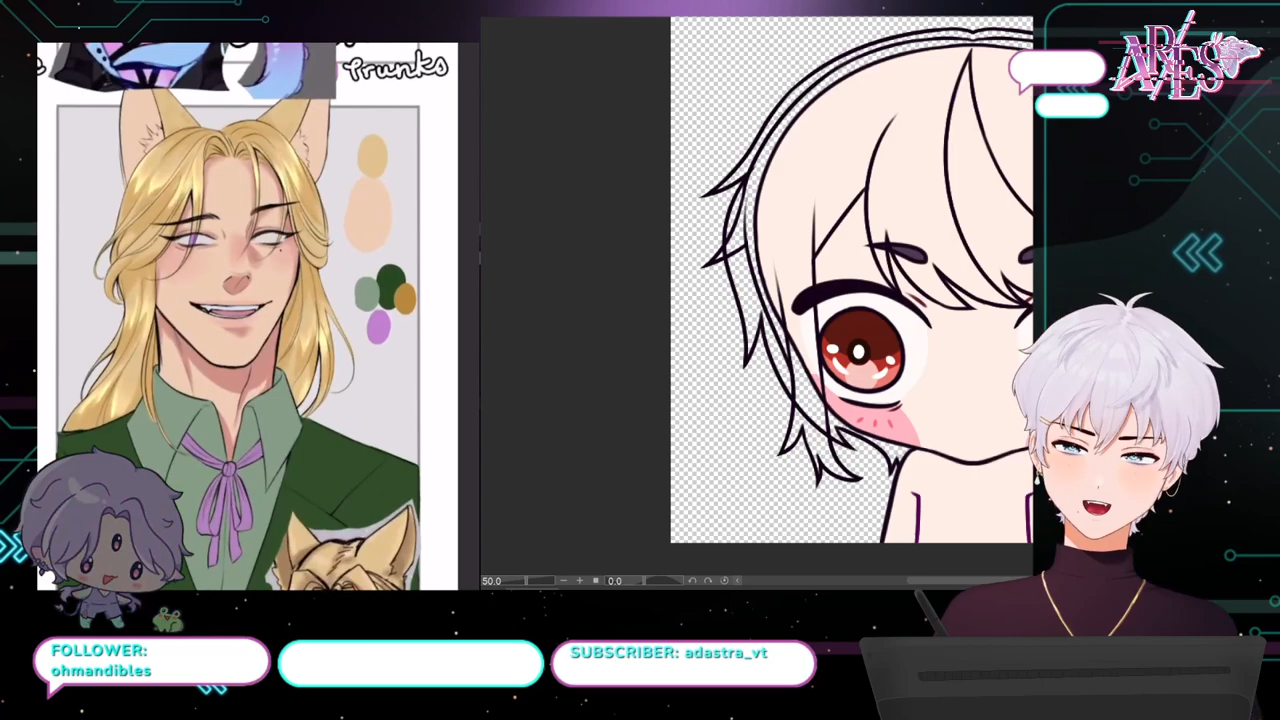 Trunks
ARES
50.0
0.0
FOLLOWER:
ohmandibles
SUBSCRIBER: adastra_vt